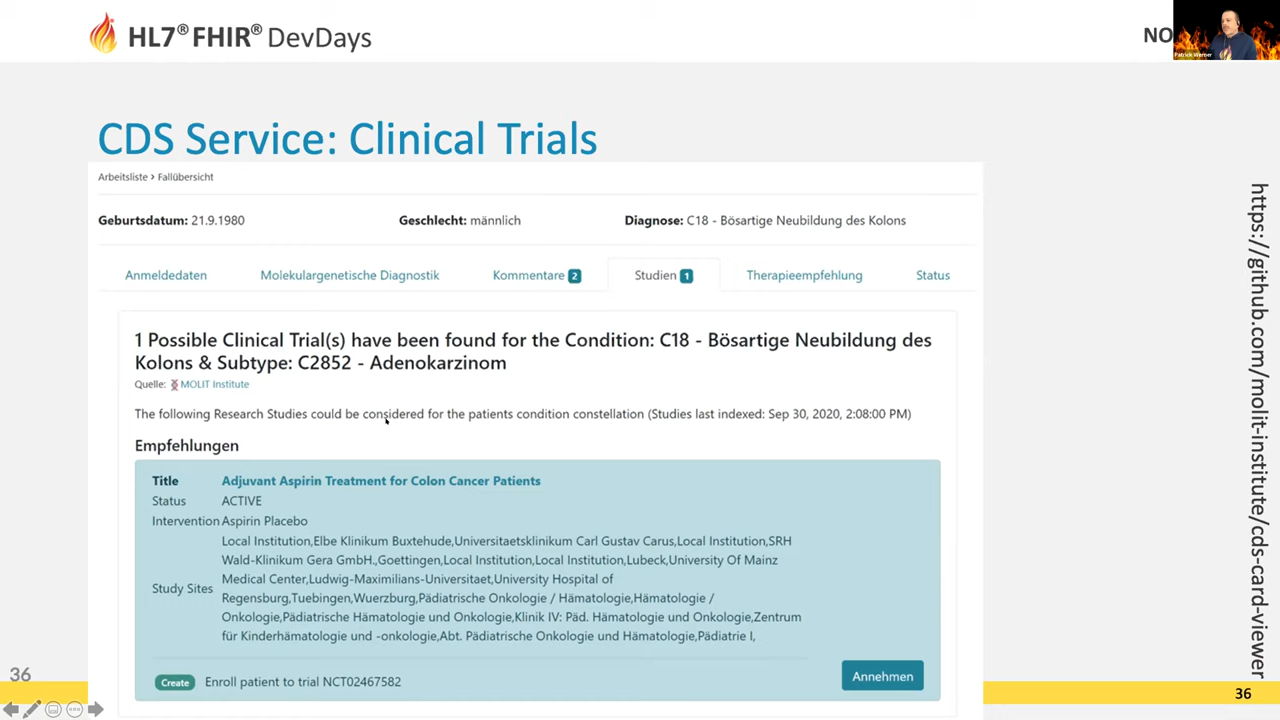 HL7® FHIR® DevDays
NO
Patrick Werner
CDS Service: Clinical Trials
Arbeitsliste > Fallübersicht
Geburtsdatum: 21.9.1980 Geschlecht: männlich Diagnose: C18 - Bösartige Neubildung des Kolons
Anmeldedaten Molekulargenetische Diagnostik Kommentare 2 Studien 1 Therapieempfehlung Status
1 Possible Clinical Trial(s) have been found for the Condition: C18 - Bösartige Neubildung des
Kolons & Subtype: C2852 - Adenokarzinom
Quelle: MOLIT Institute
The following Research Studies could be considered for the patients condition constellation (Studies last indexed: Sep 30, 2020, 2:08:00 PM)
Empfehlungen
Title Adjuvant Aspirin Treatment for Colon Cancer Patients
Status ACTIVE
Intervention Aspirin Placebo
Study Sites
Local Institution,Elbe Klinikum Buxtehude,Universitaetsklinikum Carl Gustav Carus,Local Institution,SRH
Wald-Klinikum Gera GmbH.,Goettingen,Local Institution,Local Institution,Lubeck,University Of Mainz
Medical Center,Ludwig-Maximilians-Universitaet,University Hospital of
Regensburg,Tuebingen,Wuerzburg,Pädiatrische Onkologie / Hämatologie,Hämatologie /
Onkologie,Pädiatrische Hämatologie und Onkologie,Klinik IV: Päd. Hämatologie und Onkologie,Zentrum
für Kinderhämatologie und -onkologie,Abt. Pädiatrische Onkologie und Hämatologie,Pädiatrie I,
Create Enroll patient to trial NCT02467582 Annehmen
https://github.com/molit-institute/cds-card-viewer
36
36